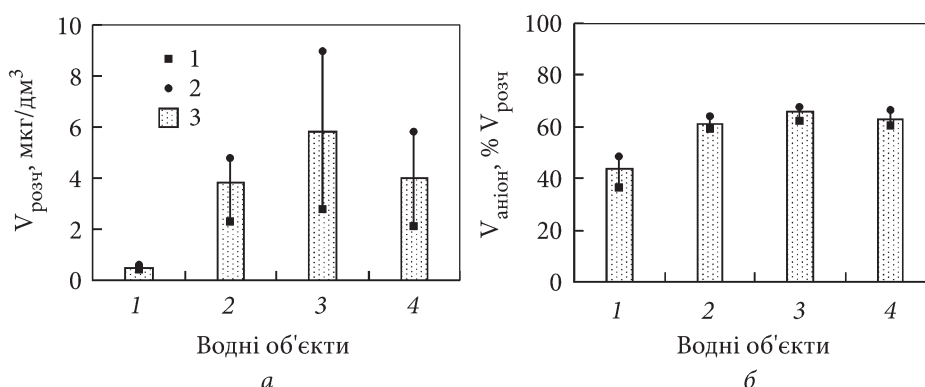 V розч, мкг/дм³
10
8
6
4
2
0
1
2
3
1 2 3 4
Водні об'єкти
а
V аніон, % V розч
100
80
60
40
20
0
1 2 3 4
Водні об'єкти
б